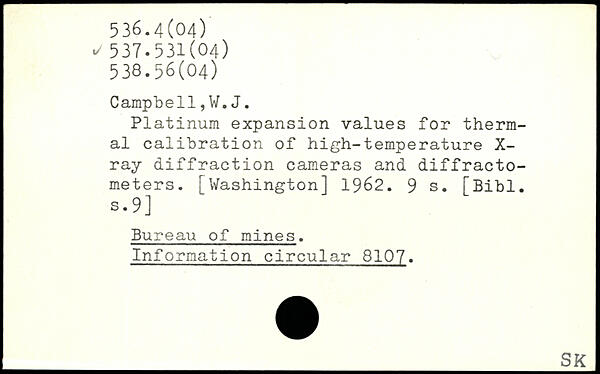 536.4(04)
✓ 537.531(04)
538.56(04)
Campbell,W.J.
Platinum expansion values for therm-
al calibration of high-temperature X-
ray diffraction cameras and diffracto-
meters. [Washington] 1962. 9 s. [Bibl.
s.9]
Bureau of mines.
Information circular 8107.
SK